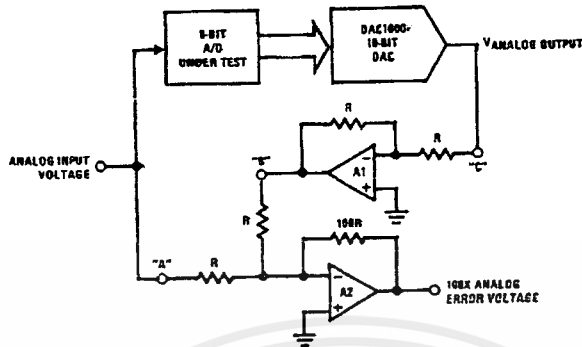 8-BIT
A/D
UNDER TEST
DAC1000-
10-BIT
DAC
VANALOG OUTPUT
R
R
"B"
A1
"C"
ANALOG INPUT
VOLTAGE
R
100R
"A"
R
A2
100X ANALOG
ERROR VOLTAGE